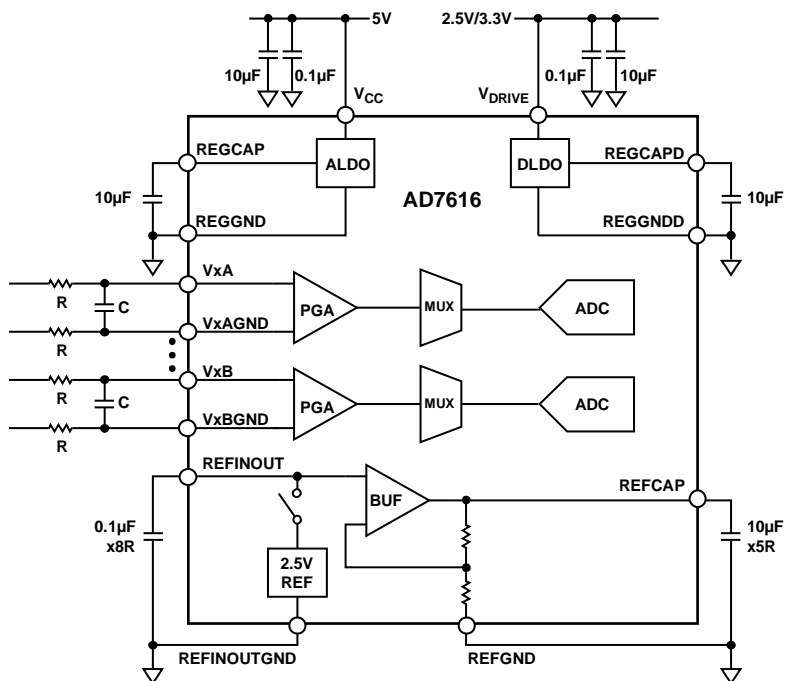 5V
2.5V/3.3V
10µF
0.1µF
0.1µF
10µF
VCC
VDRIVE
REGCAP
ALDO
DLDO
REGCAPD
10µF
AD7616
10µF
REGGND
REGGNDD
VxA
R
C
PGA
MUX
ADC
VxAGND
R
VxB
R
C
PGA
MUX
ADC
VxBGND
R
REFINOUT
BUF
REFCAP
0.1µF
x8R
10µF
x5R
2.5V
REF
REFINOUTGND
REFGND